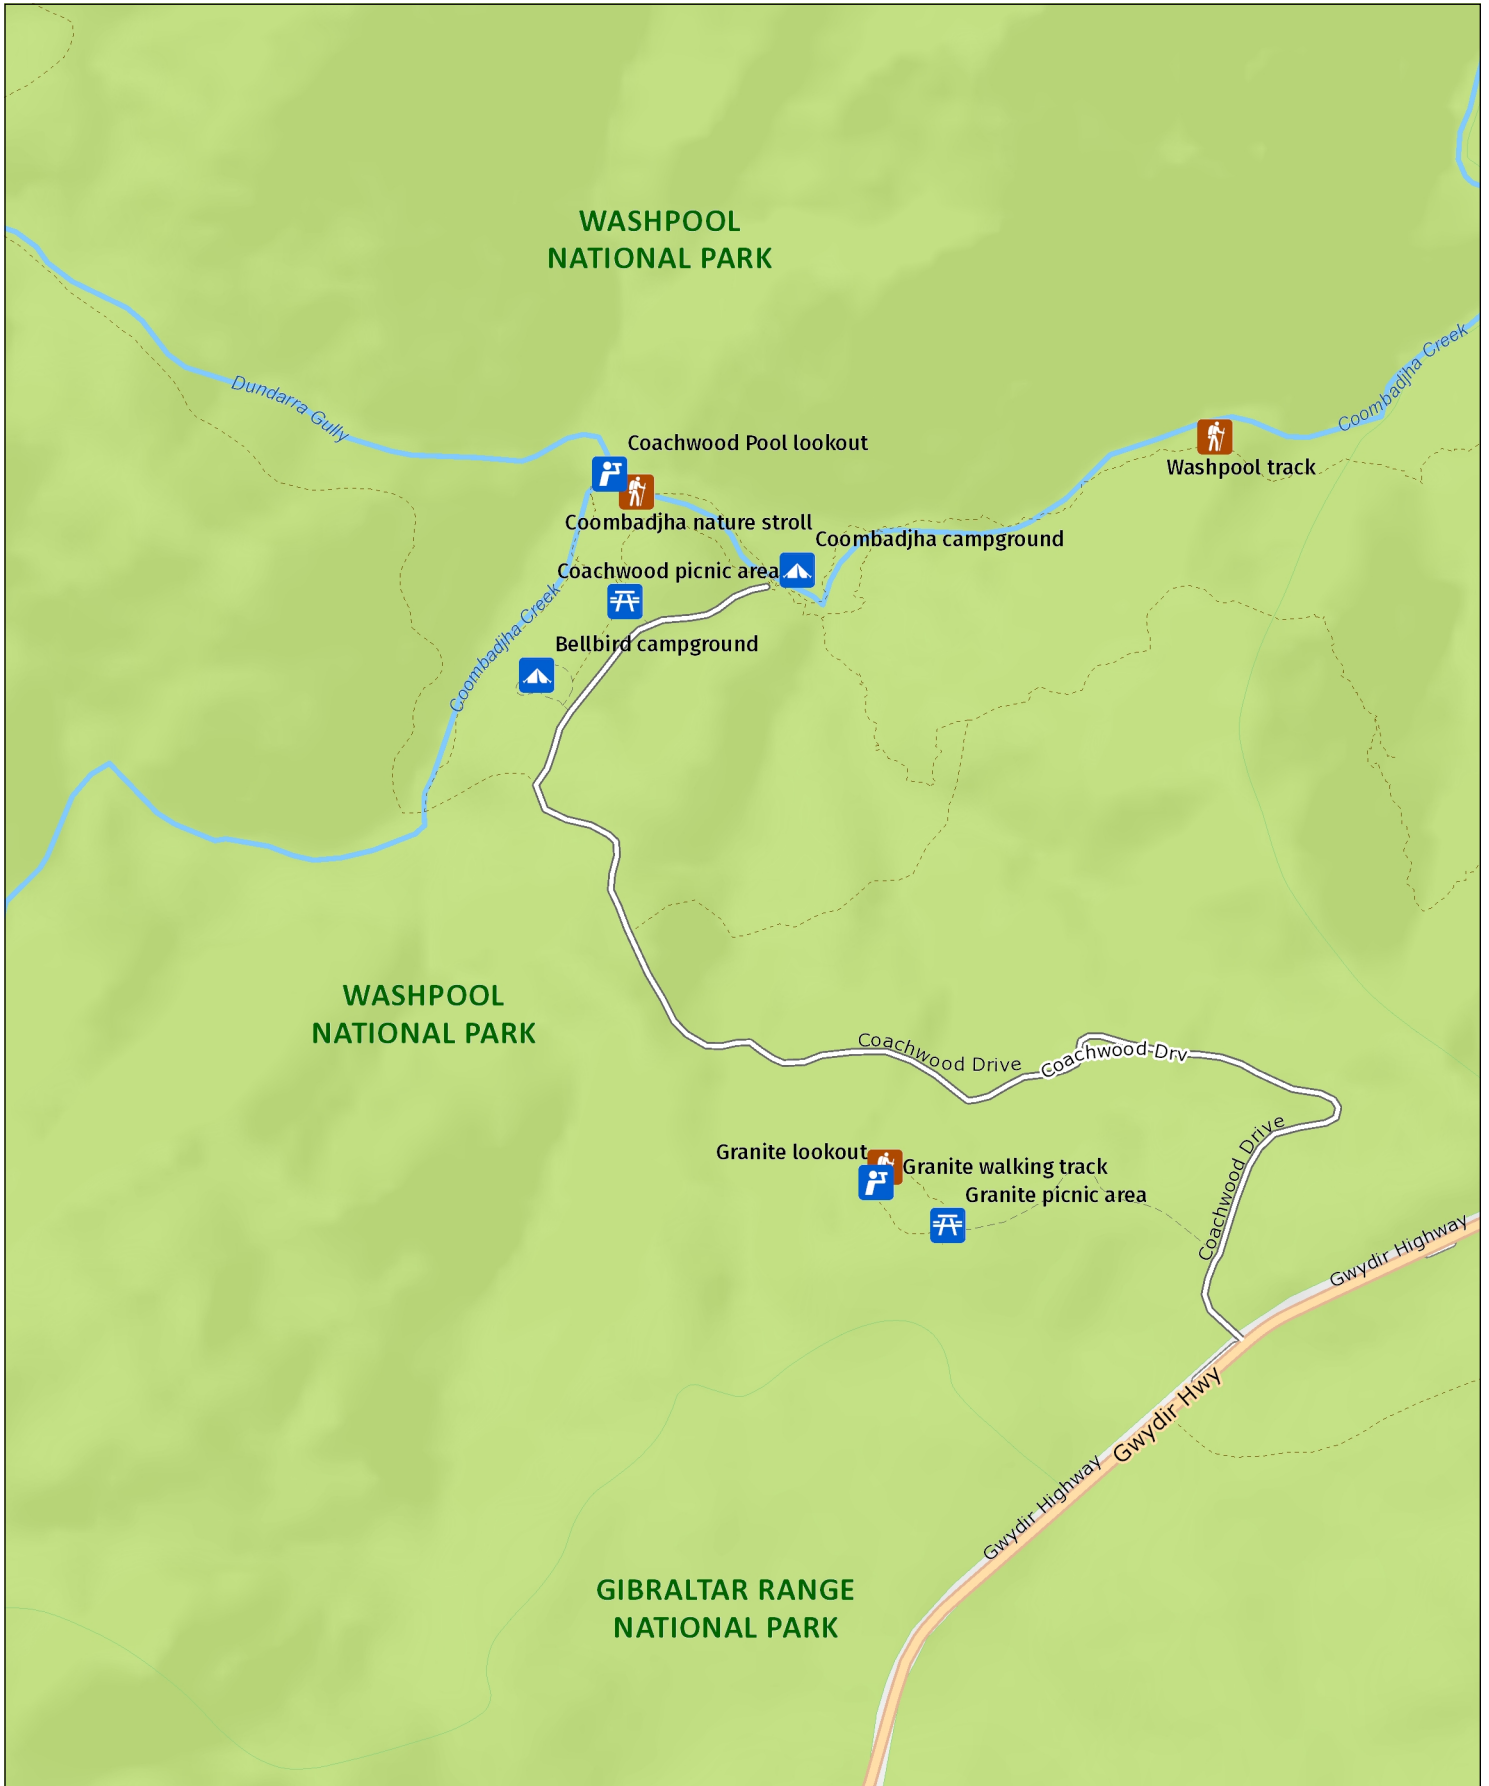 WASHPOOL
NATIONAL PARK
Dundarra Gully
Coombadjha Creek
Coachwood Pool lookout
Washpool track
Coombadjha nature stroll
Coombadjha campground
Coachwood picnic area
Coombadjha Creek
Bellbird campground
WASHPOOL
NATIONAL PARK
Coachwood Drive
Coachwood Drv
Coachwood Drive
Granite lookout
Granite walking track
Granite picnic area
Gwydir Highway
Gwydir Hwy
Gwydir Highway
GIBRALTAR RANGE
NATIONAL PARK